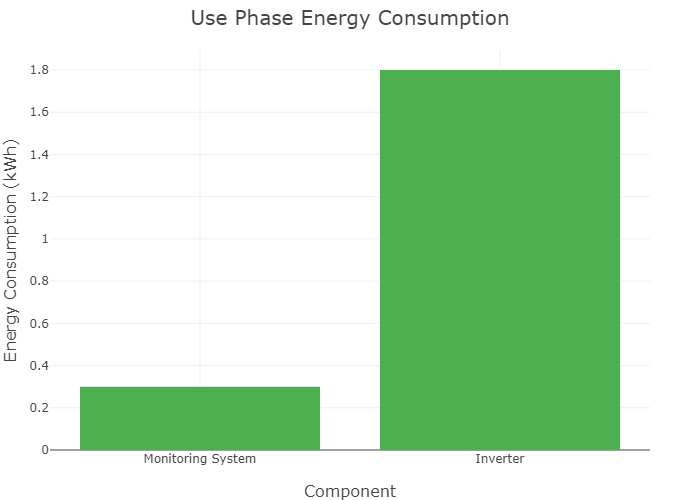 Use Phase Energy Consumption
Energy Consumption (kWh)
1.8
1.6
1.4
1.2
1
0.8
0.6
0.4
0.2
0
Monitoring System
Inverter
Component